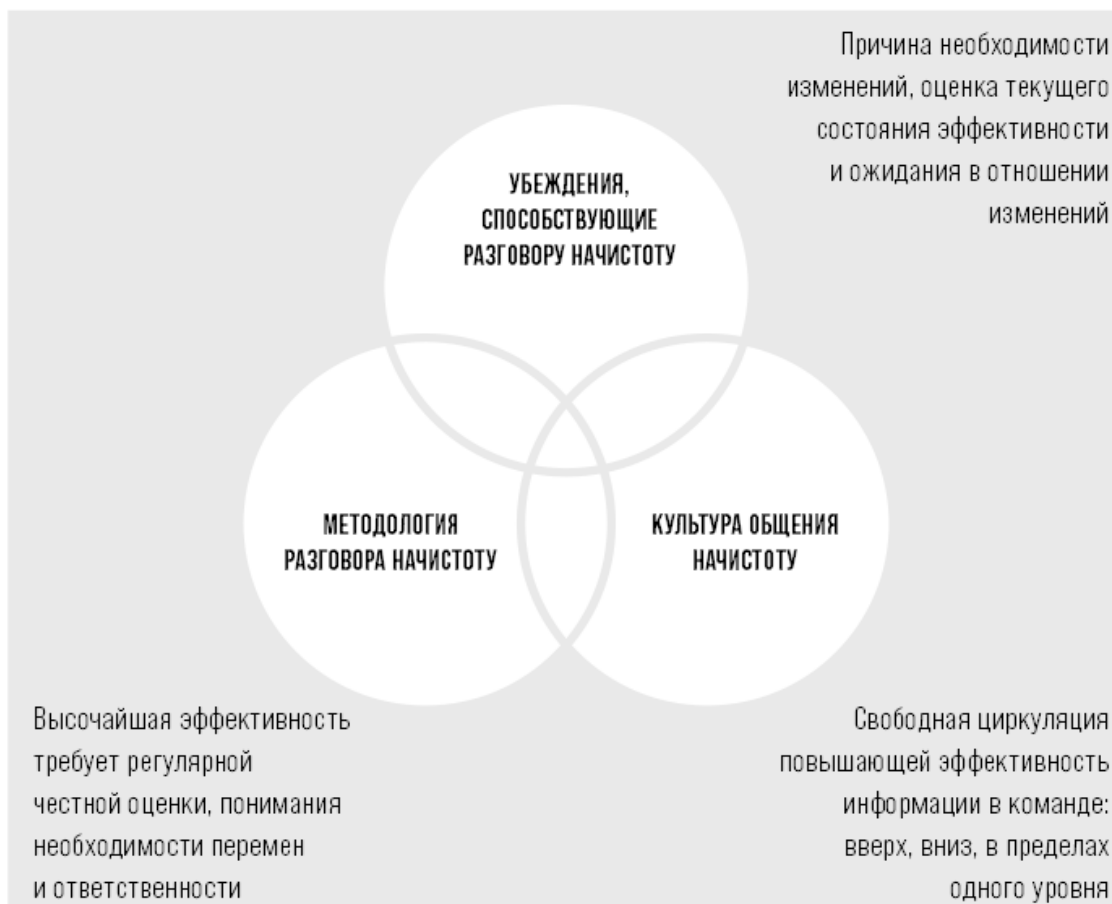 Причина необходимости
изменений, оценка текущего
состояния эффективности
и ожидания в отношении
изменений
УБЕЖДЕНИЯ,
СПОСОБСТВУЮЩИЕ
РАЗГОВОРУ НАЧИСТОТУ
МЕТОДОЛОГИЯ
РАЗГОВОРА НАЧИСТОТУ
КУЛЬТУРА ОБЩЕНИЯ
НАЧИСТОТУ
Высочайшая эффективность
требует регулярной
честной оценки, понимания
необходимости перемен
и ответственности
Свободная циркуляция
повышающей эффективность
информации в команде:
вверх, вниз, в пределах
одного уровня